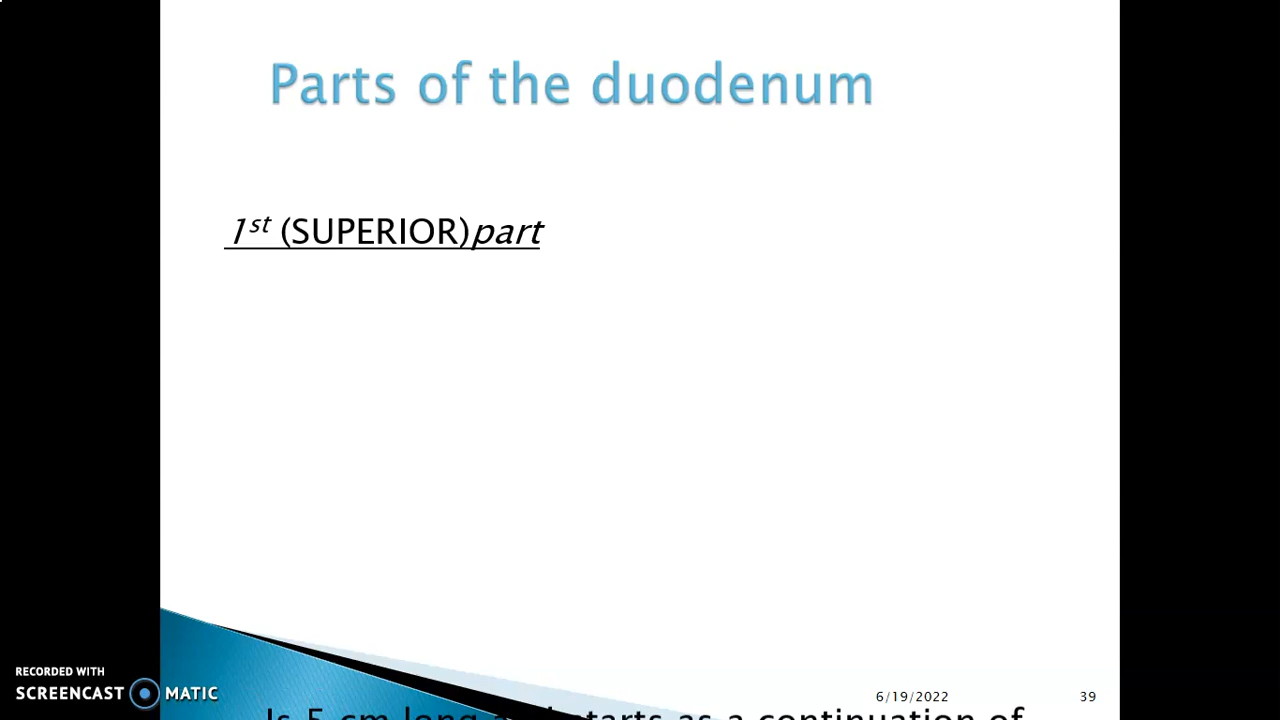 Parts of the duodenum
1st (SUPERIOR)part
RECORDED WITH
SCREENCAST MATIC
6/19/2022
39
Is 5 cm long and starts as a continuation of